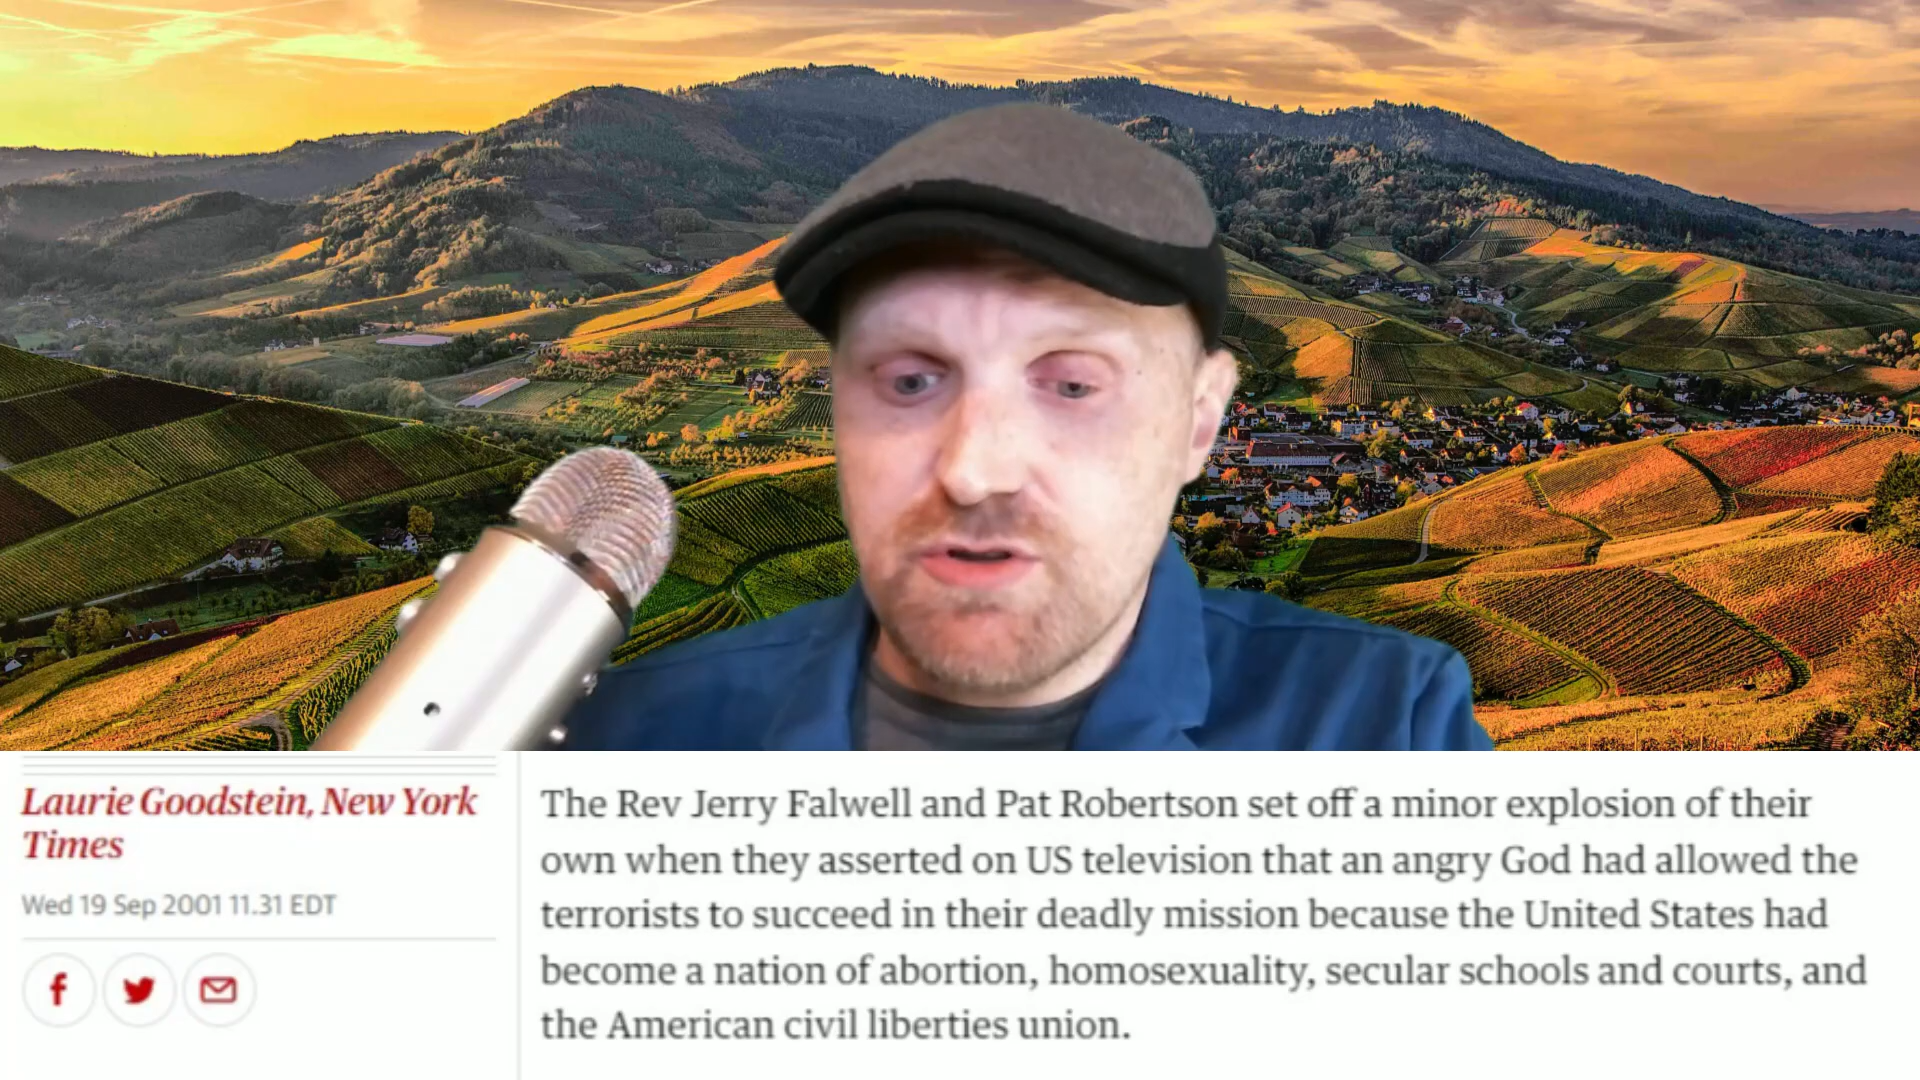 Laurie Goodstein, New York
Times
Wed 19 Sep 2001 11.31 EDT
The Rev Jerry Falwell and Pat Robertson set off a minor explosion of their
own when they asserted on US television that an angry God had allowed the
terrorists to succeed in their deadly mission because the United States had
become a nation of abortion, homosexuality, secular schools and courts, and
the American civil liberties union.